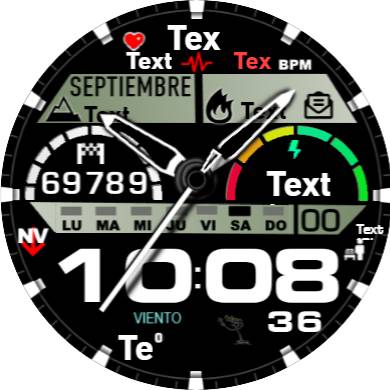 Tex
Text Tex BPM
SEPTIEMBRE
Text Text
69789
Text
LU MA MI JU VI SA DO 00
NV
Text
10:08
VIENTO 36
Te°